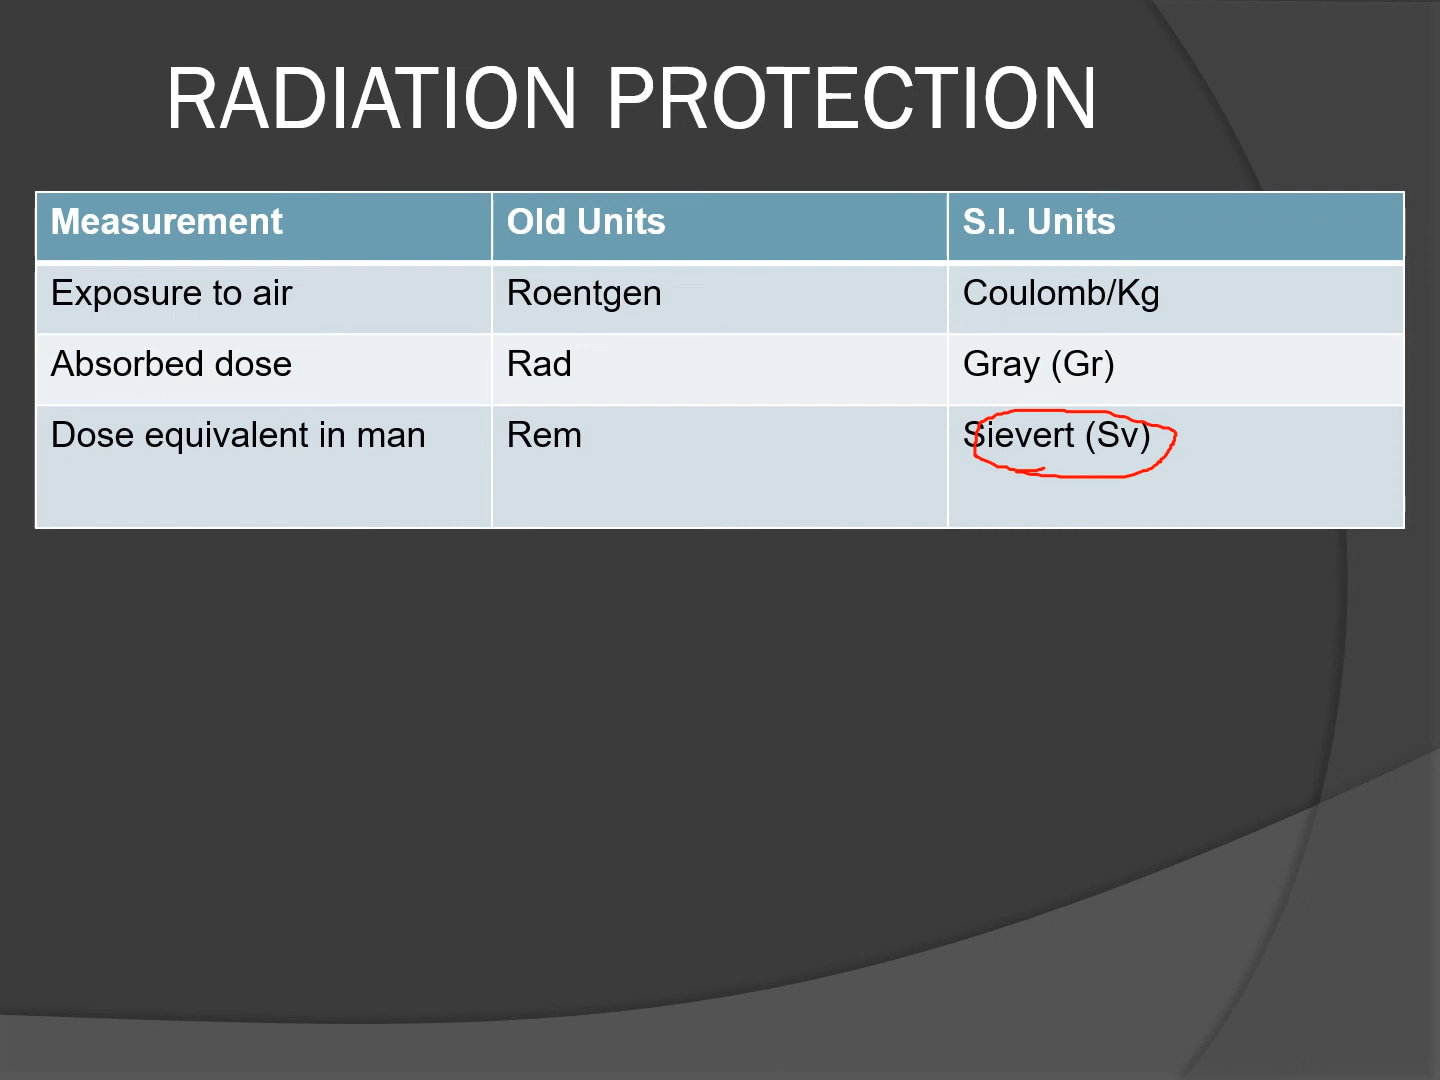 RADIATION PROTECTION
Measurement Old Units S.I. Units
Exposure to air Roentgen Coulomb/Kg
Absorbed dose Rad Gray (Gr)
Dose equivalent in man Rem Sievert (Sv)